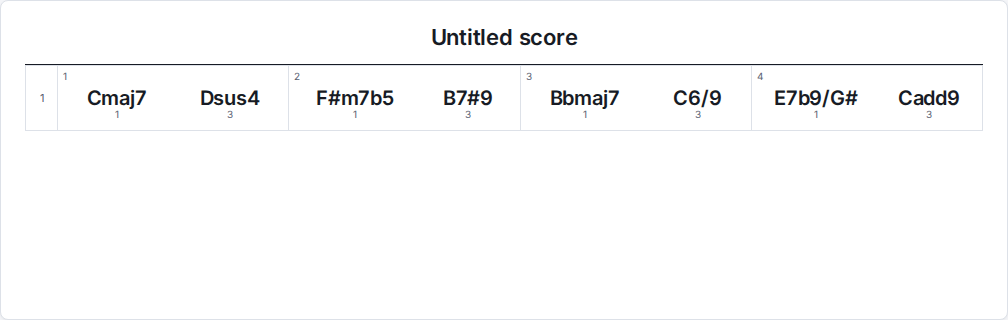 Untitled score
1 2 3 4
1 Cmaj7 Dsus4 F#m7b5 B7#9 Bbmaj7 C6/9 E7b9/G# Cadd9
1 3 1 3 1 3 1 3